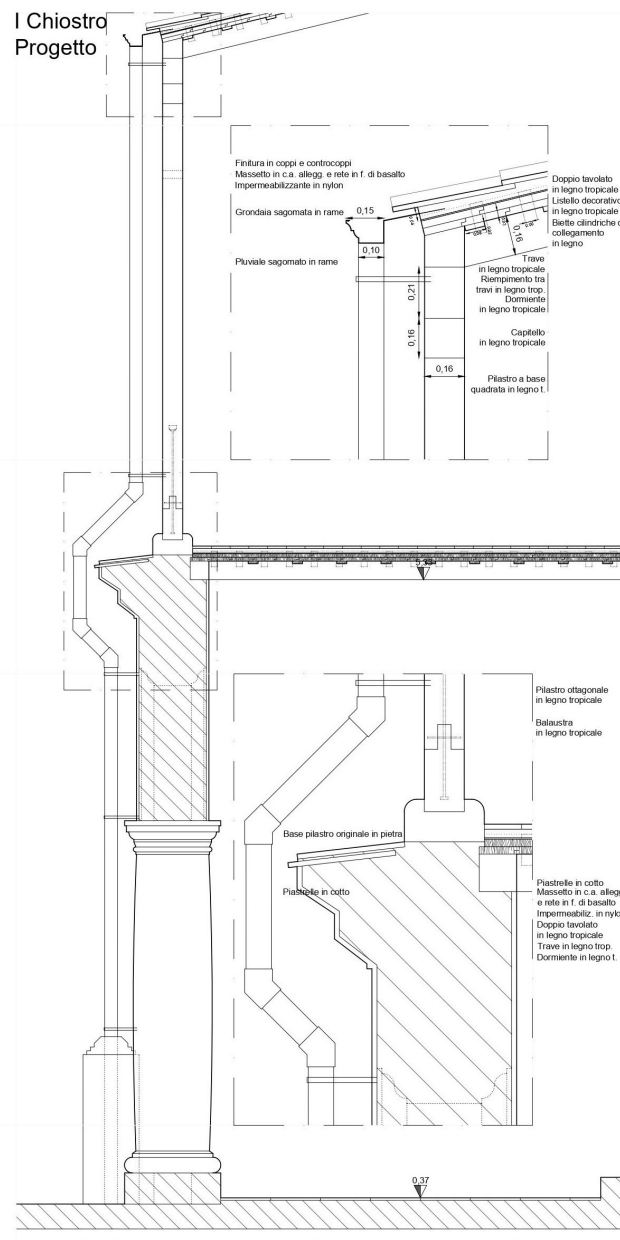 I Chiostro
Progetto
Finitura in coppi e controcoppi
Massetto in c.a. allegg. e rete in f. di basalto
Impermeabilizzante in nylon
Grondaia sagomata in rame
0,15
0,10
Pluviale sagomato in rame
0,16
0,21
0,16
0,16
Doppio tavolato
in legno tropicale
Listello decorativo
in legno tropicale
Biette cilindriche
collegamento
in legno
Trave
in legno tropicale
Riempimento tra
travi in legno trop.
Dormiente
in legno tropicale
Capitello
in legno tropicale
Pilastro a base
quadrata in legno t.
Pilastro ottagonale
in legno tropicale
Balaustra
in legno tropicale
Base pilastro originale in pietra
Piastrelle in cotto
Piastrelle in cotto
Massetto in c.a. allegg
e rete in f. di basalto
Impermeabiliz. in nylo
Doppio tavolato
in legno tropicale
Trave in legno trop.
Dormiente in legno t.
0,37